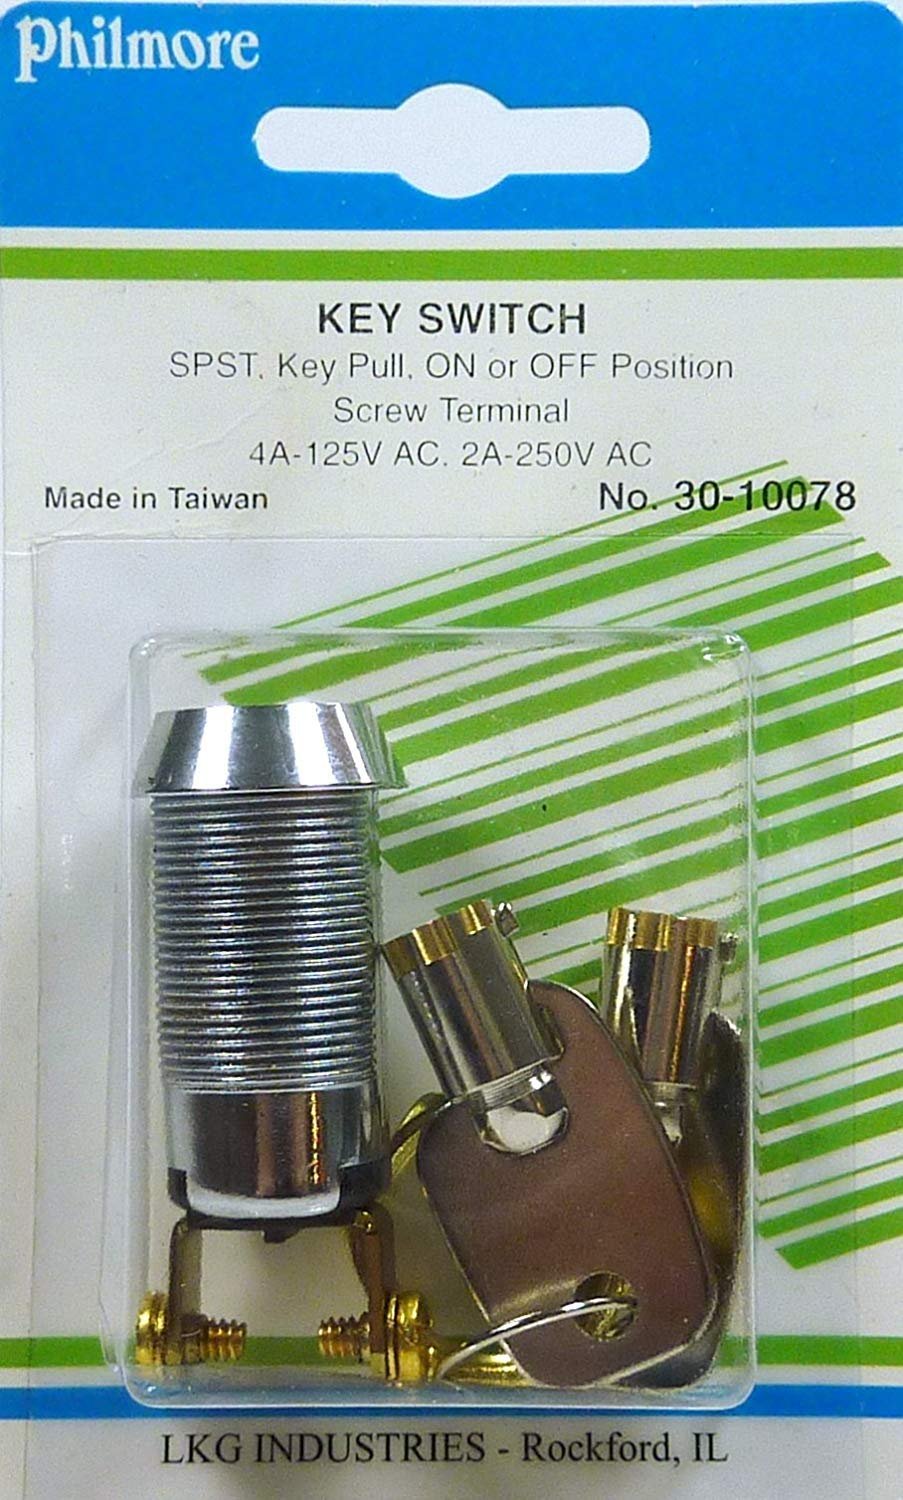 Philmore
KEY SWITCH
SPST, Key Pull, ON or OFF Position
Screw Terminal
4A-125V AC. 2A-250V AC
Made in Taiwan
No. 30-10078
LKG INDUSTRIES - Rockford, IL